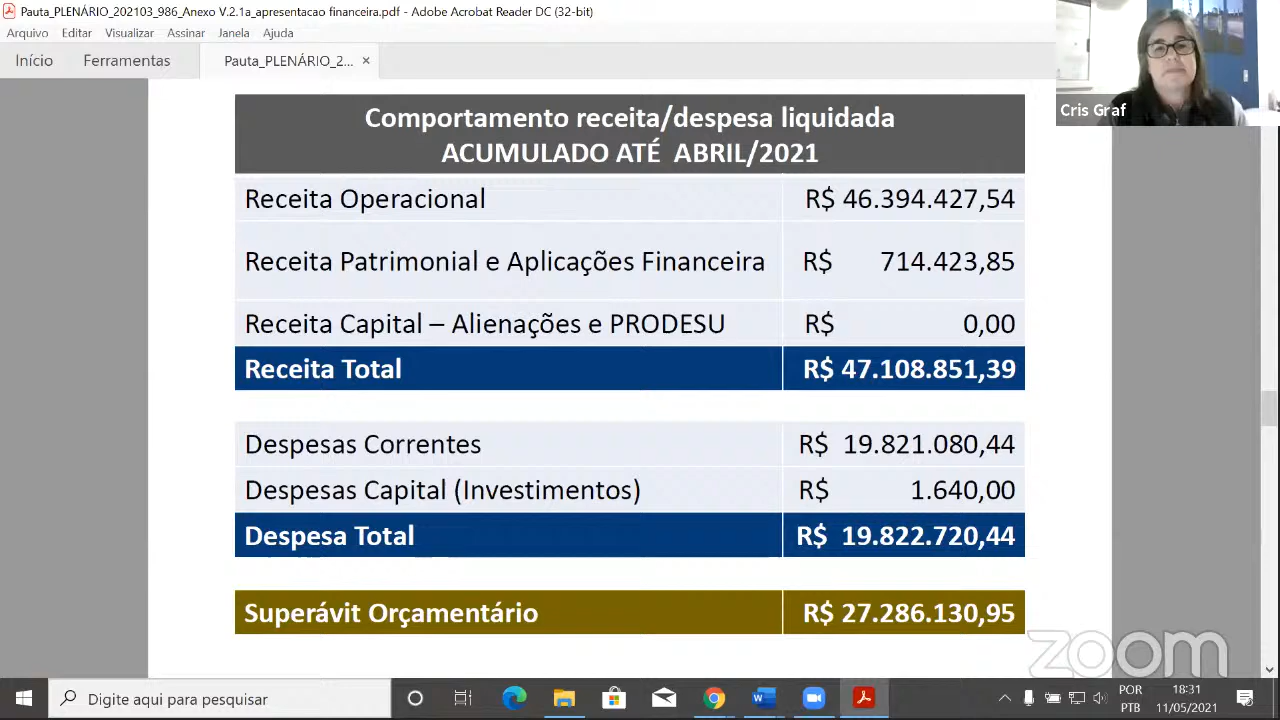 Pauta_PLENÁRIO_202103_986_Anexo V.2.1a_apresentacao financeira.pdf - Adobe Acrobat Reader DC (32-bit)
Arquivo Editar Visualizar Assinar Janela Ajuda
Início Ferramentas Pauta_PLENÁRIO_2... ×
Cris Graf
Comportamento receita/despesa liquidada
ACUMULADO ATÉ ABRIL/2021
Receita Operacional R$ 46.394.427,54
Receita Patrimonial e Aplicações Financeira R$ 714.423,85
Receita Capital – Alienações e PRODESU R$ 0,00
Receita Total R$ 47.108.851,39
Despesas Correntes R$ 19.821.080,44
Despesas Capital (Investimentos) R$ 1.640,00
Despesa Total R$ 19.822.720,44
Superávit Orçamentário R$ 27.286.130,95
zoom
Digite aqui para pesquisar
POR
PTB
18:31
11/05/2021